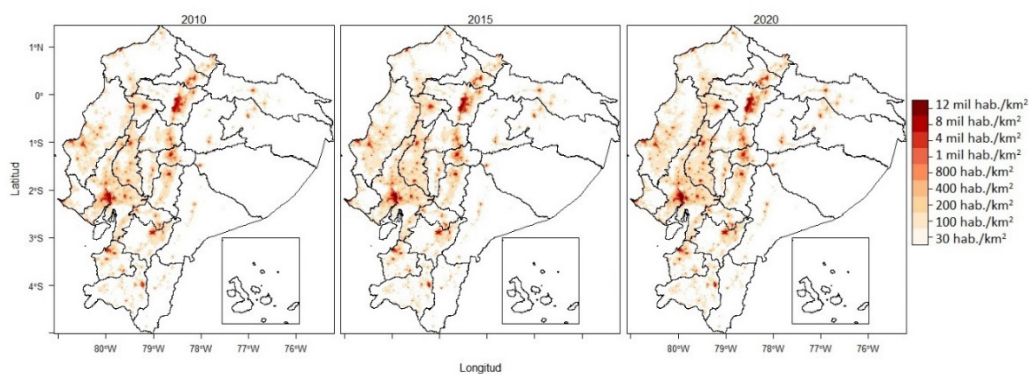 2010
2015
2020
1°N
0°
1°S
2°S
3°S
4°S
Latitud
80°W
79°W
78°W
77°W
76°W
80°W
79°W
78°W
77°W
76°W
Longitud
12 mil hab./km²
8 mil hab./km²
4 mil hab./km²
1 mil hab./km²
800 hab./km²
400 hab./km²
200 hab./km²
100 hab./km²
30 hab./km²